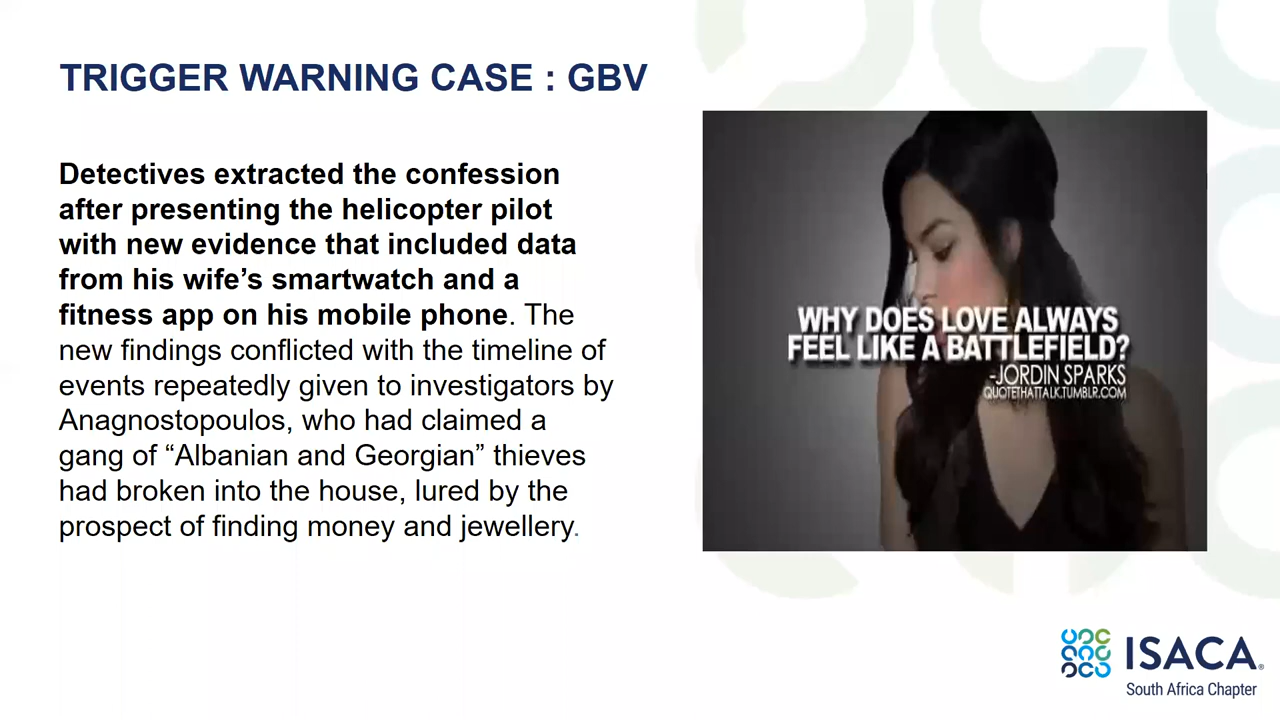 TRIGGER WARNING CASE : GBV
Detectives extracted the confession
after presenting the helicopter pilot
with new evidence that included data
from his wife’s smartwatch and a
fitness app on his mobile phone. The
new findings conflicted with the timeline of
events repeatedly given to investigators by
Anagnostopoulos, who had claimed a
gang of “Albanian and Georgian” thieves
had broken into the house, lured by the
prospect of finding money and jewellery.
WHY DOES LOVE ALWAYS
FEEL LIKE A BATTLEFIELD?
-JORDIN SPARKS
QUOTETHATTALK.TUMBLR.COM
ISACA®
South Africa Chapter